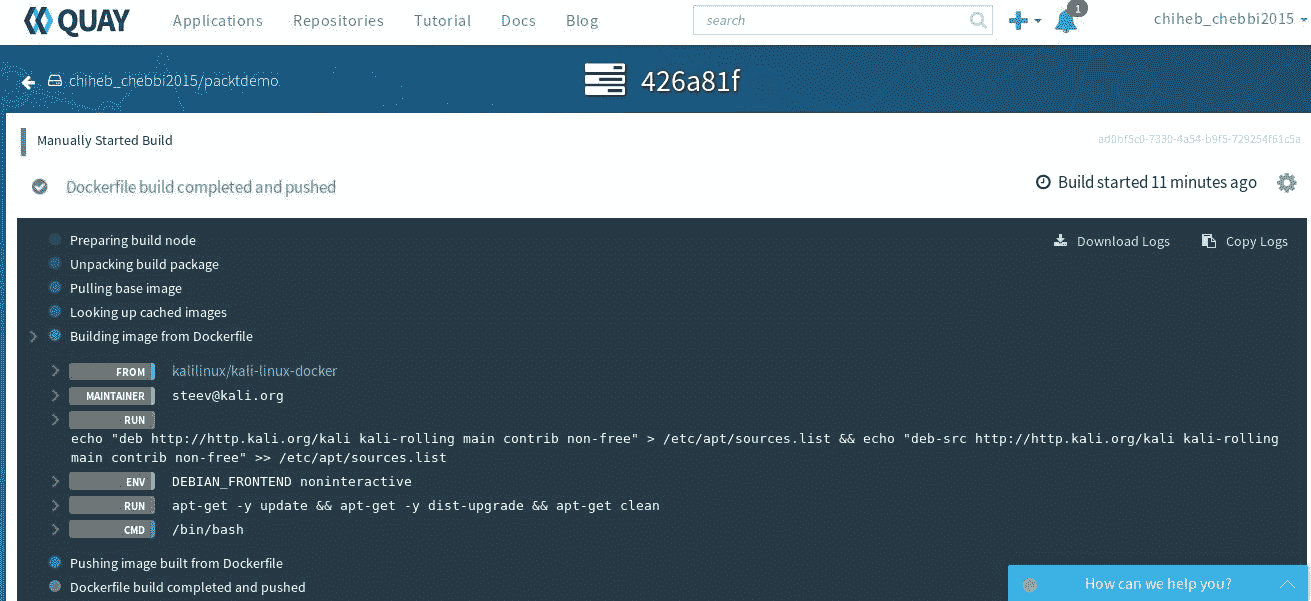 QUAY Applications Repositories Tutorial Docs Blog search 1 chiheb_chebbi2015
chiheb_chebbi2015/packtdemo 426a81f
Manually Started Build ad0bf5c0-7330-4a54-b9f5-729254f61c5a
Dockerfile build completed and pushed Build started 11 minutes ago
Preparing build node Download Logs Copy Logs
Unpacking build package
Pulling base image
Looking up cached images
Building image from Dockerfile
FROM kalilinux/kali-linux-docker
MAINTAINER steev@kali.org
RUN
echo "deb http://http.kali.org/kali kali-rolling main contrib non-free" > /etc/apt/sources.list && echo "deb-src http://http.kali.org/kali kali-rolling
main contrib non-free" >> /etc/apt/sources.list
ENV DEBIAN_FRONTEND noninteractive
RUN apt-get -y update && apt-get -y dist-upgrade && apt-get clean
CMD /bin/bash
Pushing image built from Dockerfile
Dockerfile build completed and pushed
How can we help you?